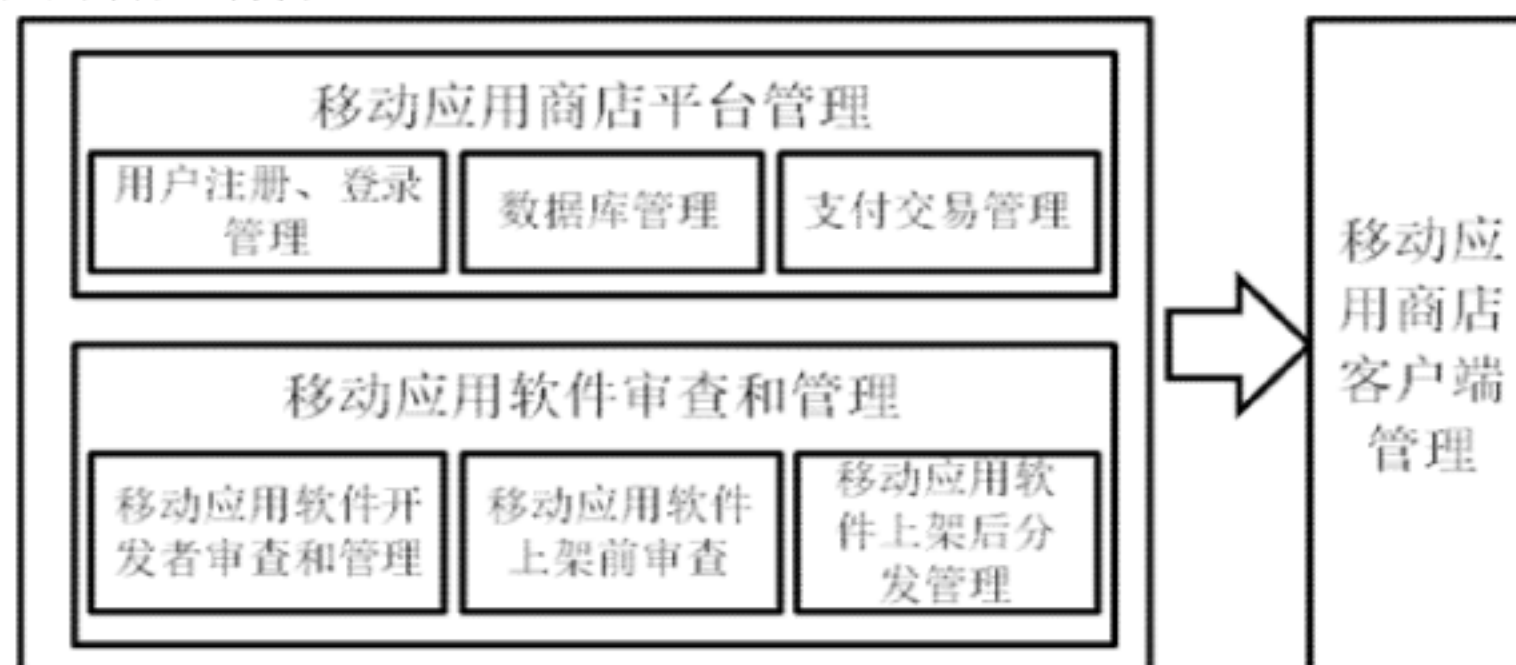 移动应用商店平台管理
用户注册、登录
管理
数据库管理
支付交易管理
移动应用软件审查和管理
移动应用软件开
发者审查和管理
移动应用软件
上架前审查
移动应用软
件上架后分
发管理
移动应
用商店
客户端
管理